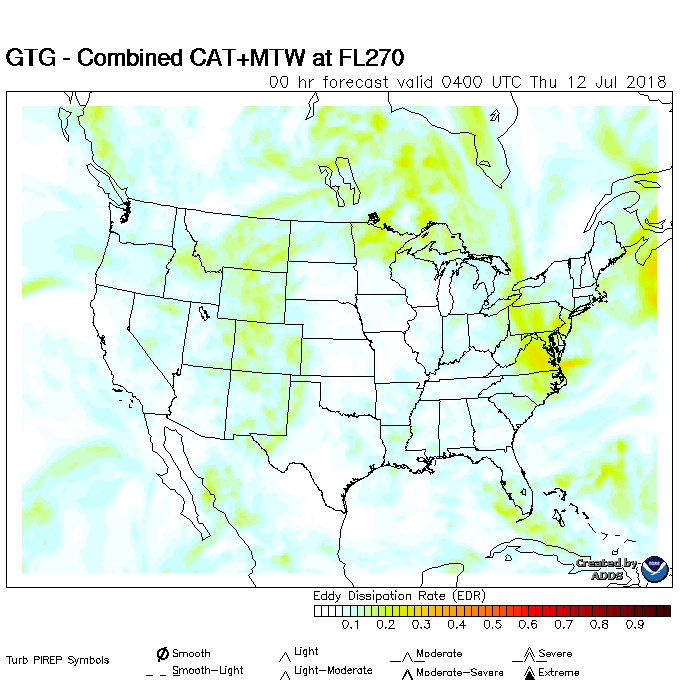 GTG - Combined CAT+MTW at FL270
00 hr forecast valid 0400 UTC Thu 12 Jul 2018
Created by
ADDS
Eddy Dissipation Rate (EDR)
0.1 0.2 0.3 0.4 0.5 0.6 0.7 0.8 0.9
Turb PIREP Symbols
Smooth Light Moderate Severe
Smooth-Light Light-Moderate Moderate-Severe Extreme